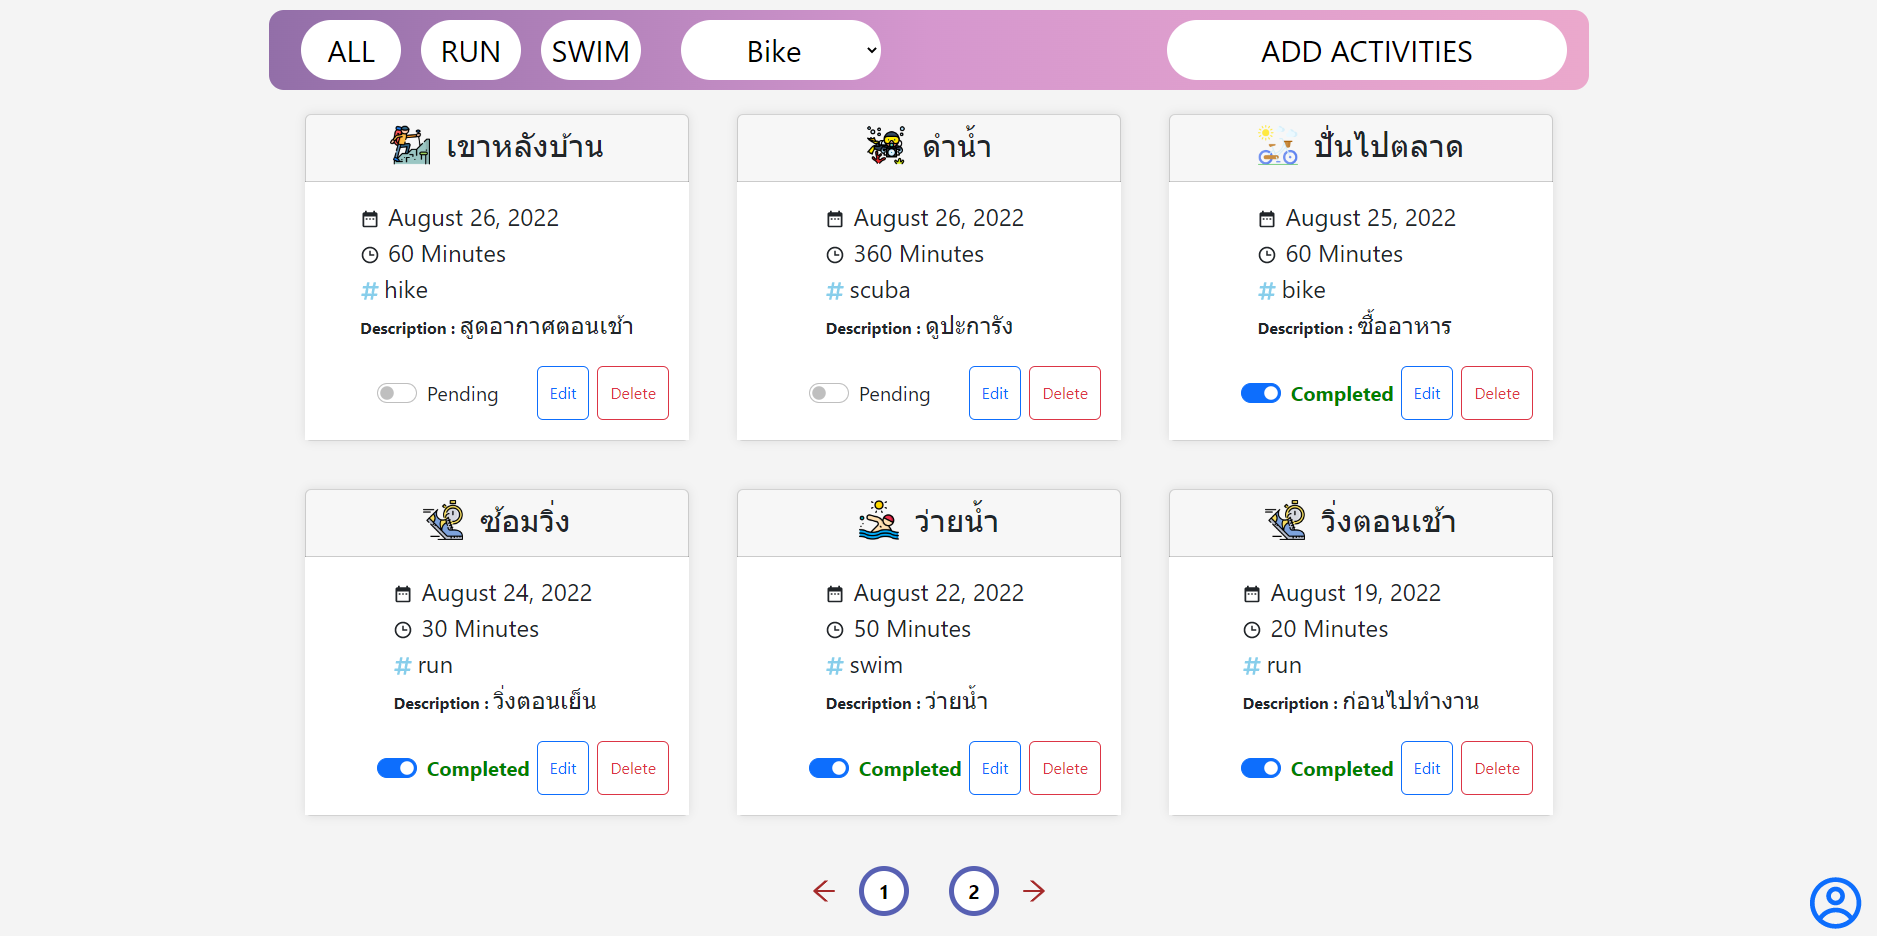 ALL RUN SWIM Bike ADD ACTIVITIES
เขาหลังบ้าน
August 26, 2022
60 Minutes
# hike
Description : สูดอากาศตอนเช้า
Pending Edit Delete
ดำน้ำ
August 26, 2022
360 Minutes
# scuba
Description : ดูปะการัง
Pending Edit Delete
ปั่นไปตลาด
August 25, 2022
60 Minutes
# bike
Description : ซื้ออาหาร
Completed Edit Delete
ซ้อมวิ่ง
August 24, 2022
30 Minutes
# run
Description : วิ่งตอนเย็น
Completed Edit Delete
ว่ายน้ำ
August 22, 2022
50 Minutes
# swim
Description : ว่ายน้ำ
Completed Edit Delete
วิ่งตอนเช้า
August 19, 2022
20 Minutes
# run
Description : ก่อนไปทำงาน
Completed Edit Delete
1 2